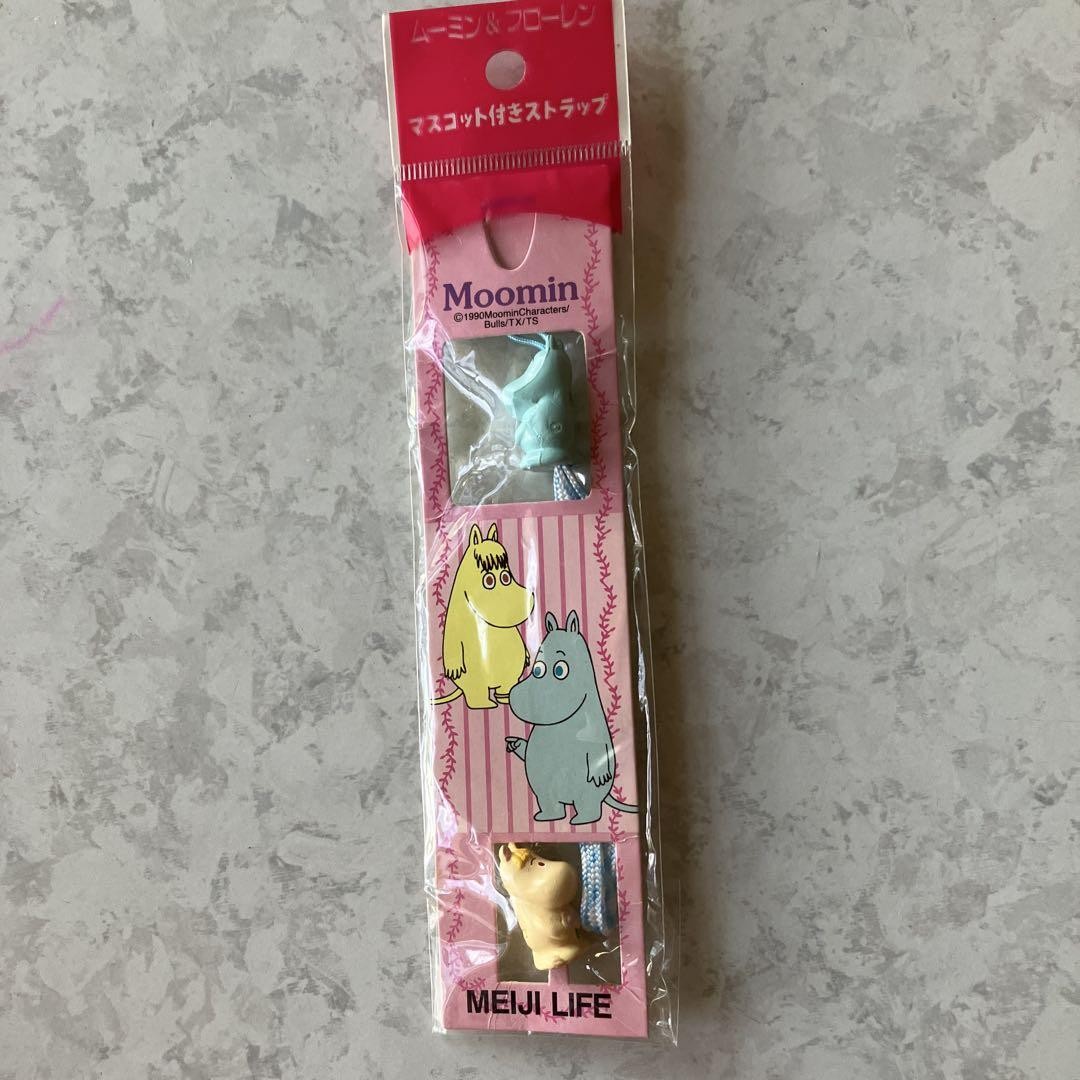 ムーミン&フローレン
マスコット付きストラップ
Moomin
©1990MoominCharacters/
Bulls/TX/TS
MEIJI LIFE